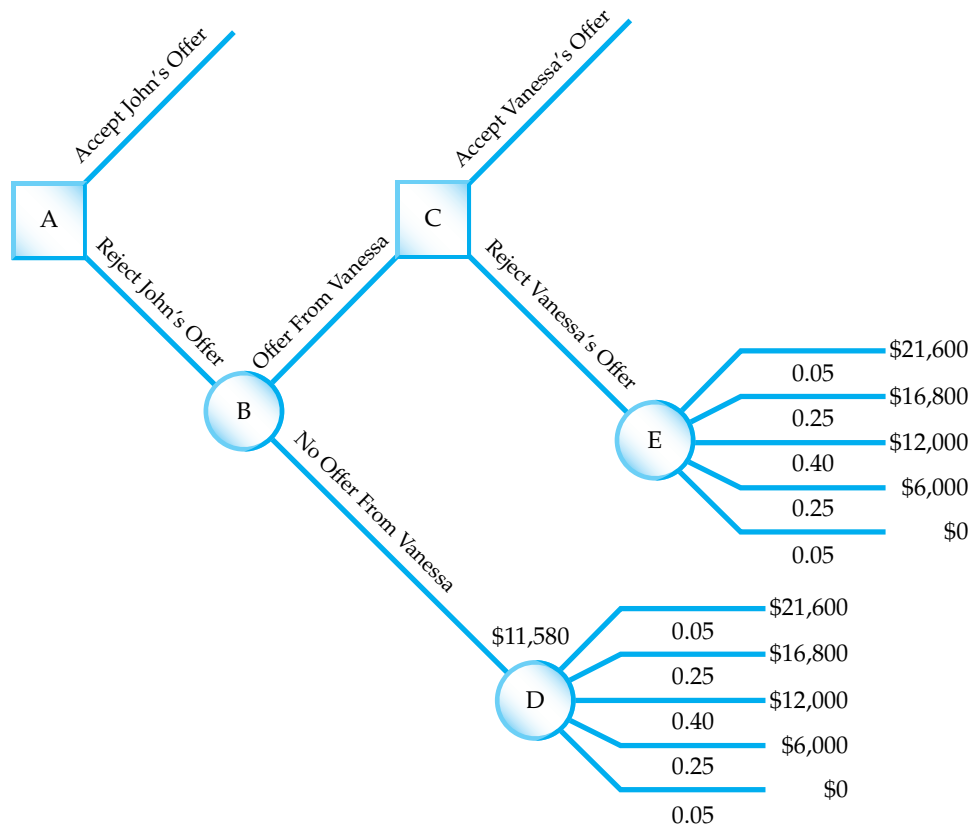 Accept John's Offer
Accept Vanessa's Offer
A
C
Reject John's Offer
Offer From Vanessa
Reject Vanessa's Offer
B
No Offer From Vanessa
E
$21,600
0.05
$16,800
0.25
$12,000
0.40
$6,000
0.25
$0
0.05
$11,580
D
$21,600
0.05
$16,800
0.25
$12,000
0.40
$6,000
0.25
$0
0.05